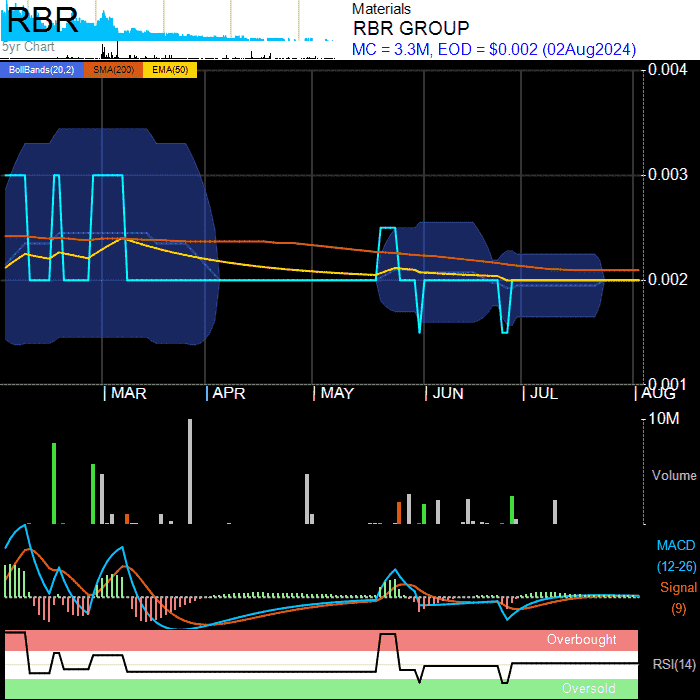 RBR
5yr Chart
Materials
RBR GROUP
MC = 3.3M, EOD = $0.002 (02Aug2024)
BollBands(20,2) SMA(200) EMA(50)
0.004
0.003
0.002
0.001
MAR APR MAY JUN JUL AUG
10M
Volume
MACD
(12-26)
Signal
(9)
Overbought
RSI(14)
Oversold